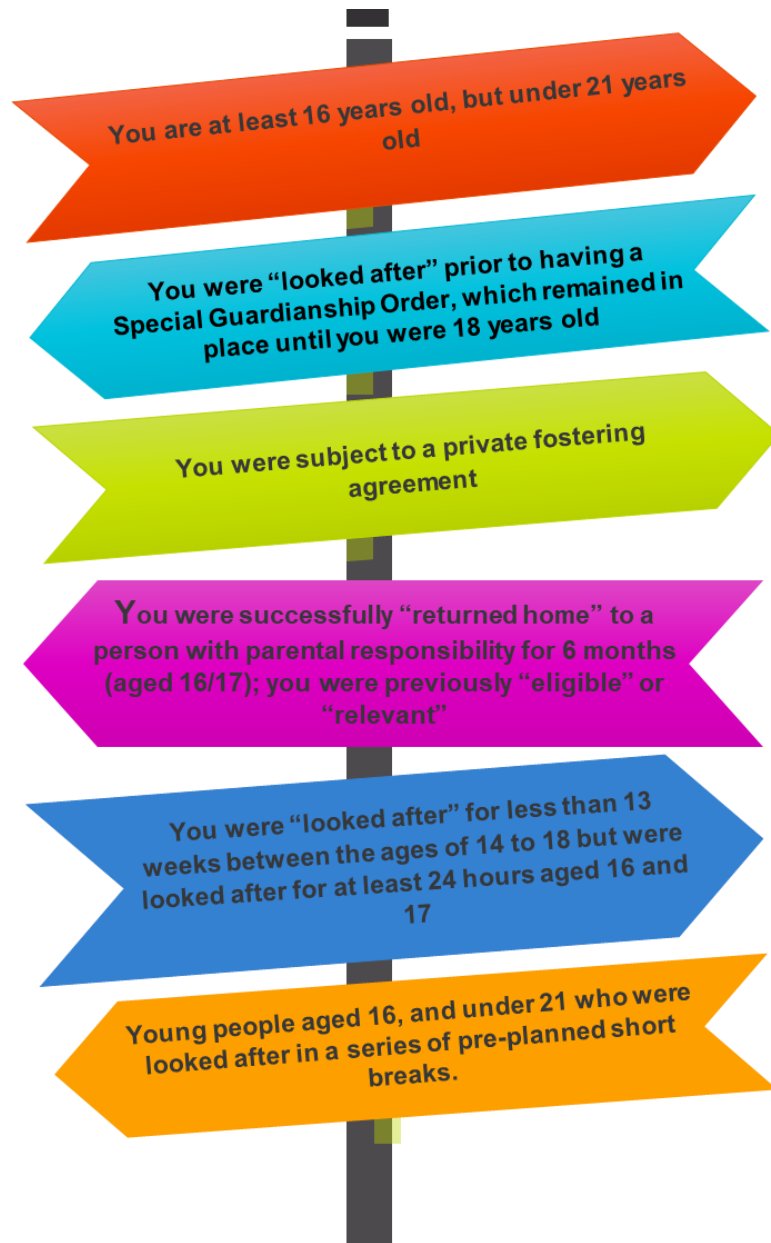 You are at least 16 years old, but under 21 years
old
You were “looked after” prior to having a
Special Guardianship Order, which remained in
place until you were 18 years old
You were subject to a private fostering
agreement
You were successfully “returned home” to a
person with parental responsibility for 6 months
(aged 16/17); you were previously “eligible” or
“relevant”
You were “looked after” for less than 13
weeks between the ages of 14 to 18 but were
looked after for at least 24 hours aged 16 and
17
Young people aged 16, and under 21 who were
looked after in a series of pre-planned short
breaks.